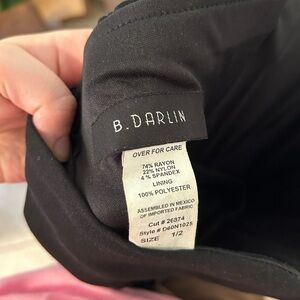 B. DARLIN
OVER FOR CARE
74% RAYON
22% NYLON
4% SPANDEX
LINING
100% POLYESTER
ASSEMBLED IN MEXICO
OF IMPORTED FABRIC
Cut # 26874
Style # D60N1025
SIZE 1/2